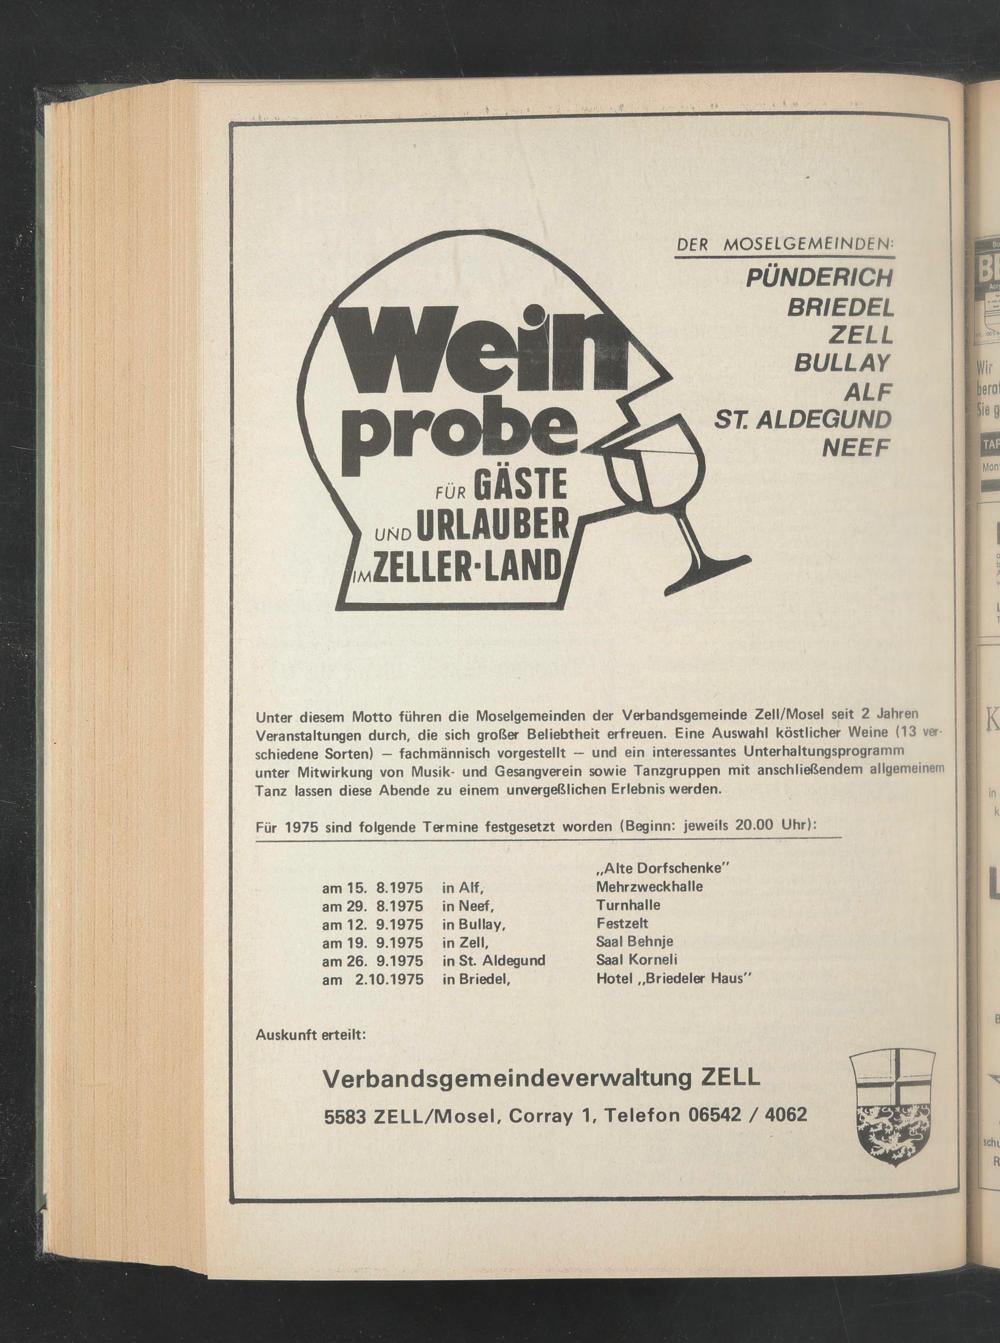 DER MOSELGEMEINDEN:
PÜNDERICH
BRIEDEL
ZELL
BULLAY
ALF
ST. ALDEGUND
NEEF
Wein
probe
FÜR GÄSTE
UND URLAUBER
IM ZELLER-LAND
Unter diesem Motto führen die Moselgemeinden der Verbandsgemeinde Zell/Mosel seit 2 Jahren
Veranstaltungen durch, die sich großer Beliebtheit erfreuen. Eine Auswahl köstlicher Weine (13 ver-
schiedene Sorten) — fachmännisch vorgestellt — und ein interessantes Unterhaltungsprogramm
unter Mitwirkung von Musik- und Gesangverein sowie Tanzgruppen mit anschließendem allgemeinem
Tanz lassen diese Abende zu einem unvergeßlichen Erlebnis werden.
Für 1975 sind folgende Termine festgesetzt worden (Beginn: jeweils 20.00 Uhr):
„Alte Dorfschenke"
am 15. 8.1975 in Alf, Mehrzweckhalle
am 29. 8.1975 in Neef, Turnhalle
am 12. 9.1975 in Bullay, Festzelt
am 19. 9.1975 in Zell, Saal Behnje
am 26. 9.1975 in St. Aldegund Saal Korneli
am 2.10.1975 in Briedel, Hotel „Briedeler Haus"
Auskunft erteilt:
Verbandsgemeindeverwaltung ZELL
5583 ZELL/Mosel, Corray 1, Telefon 06542 / 4062
Wir
Sie g